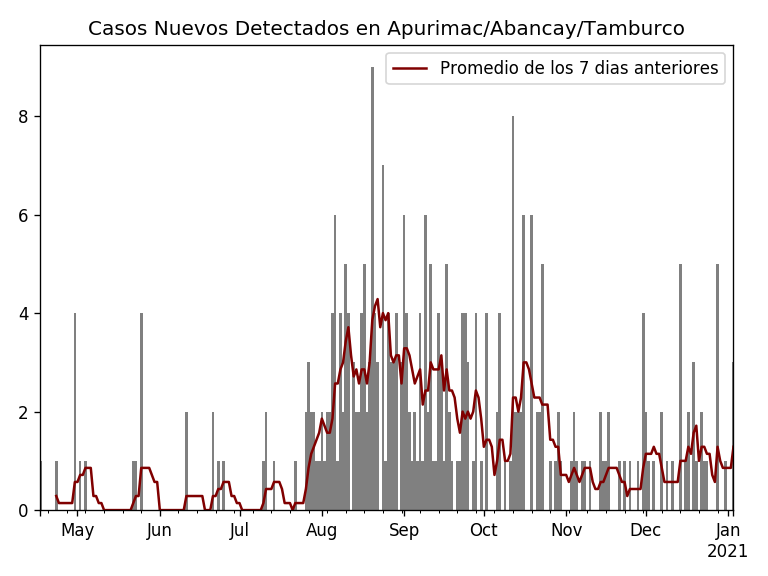 Casos Nuevos Detectados en Apurimac/Abancay/Tamburco
Promedio de los 7 dias anteriores
8
6
4
2
0
May Jun Jul Aug Sep Oct Nov Dec Jan
2021